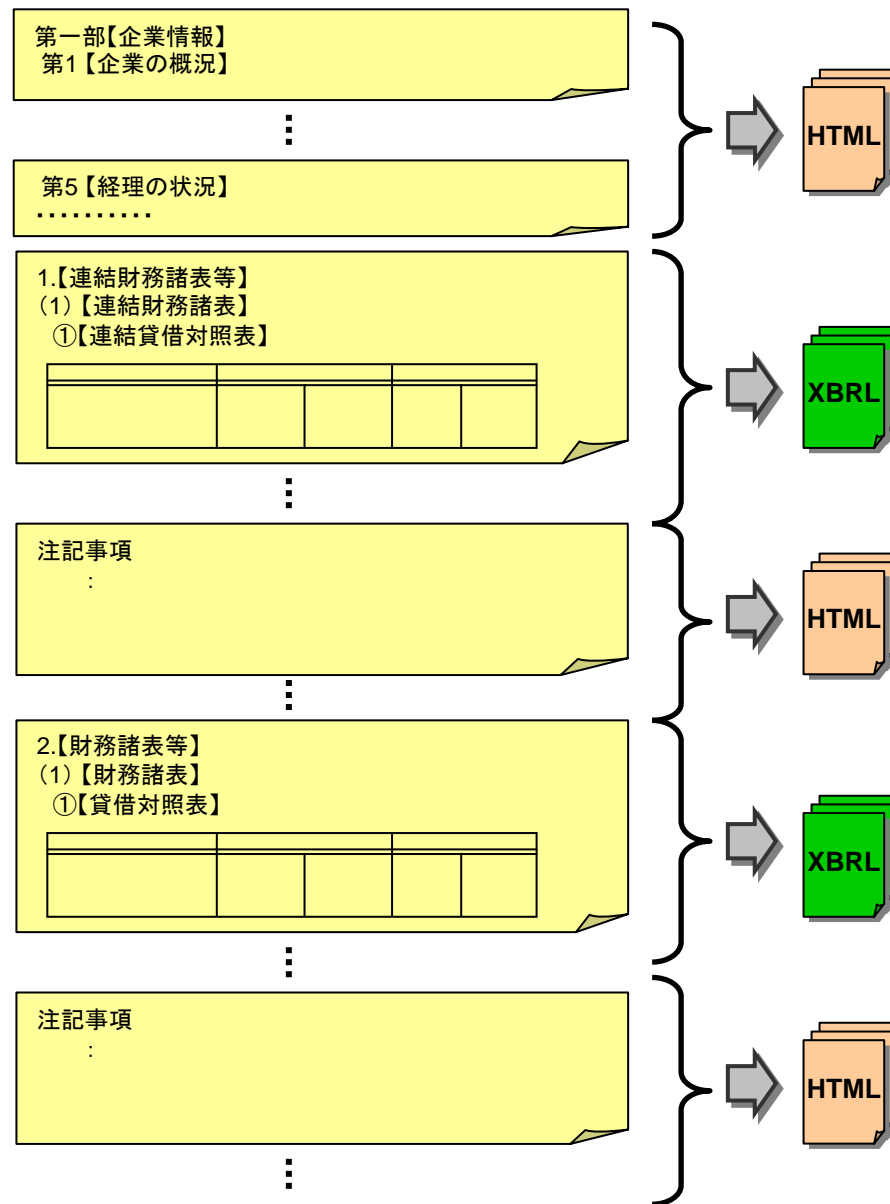 第一部【企業情報】
第1【企業の概況】
HTML
第5【経理の状況】
‥‥‥‥‥
1.【連結財務諸表等】
(1)【連結財務諸表】
①【連結貸借対照表】
XBRL
注記事項
:
HTML
2.【財務諸表等】
(1)【財務諸表】
①【貸借対照表】
XBRL
注記事項
:
HTML